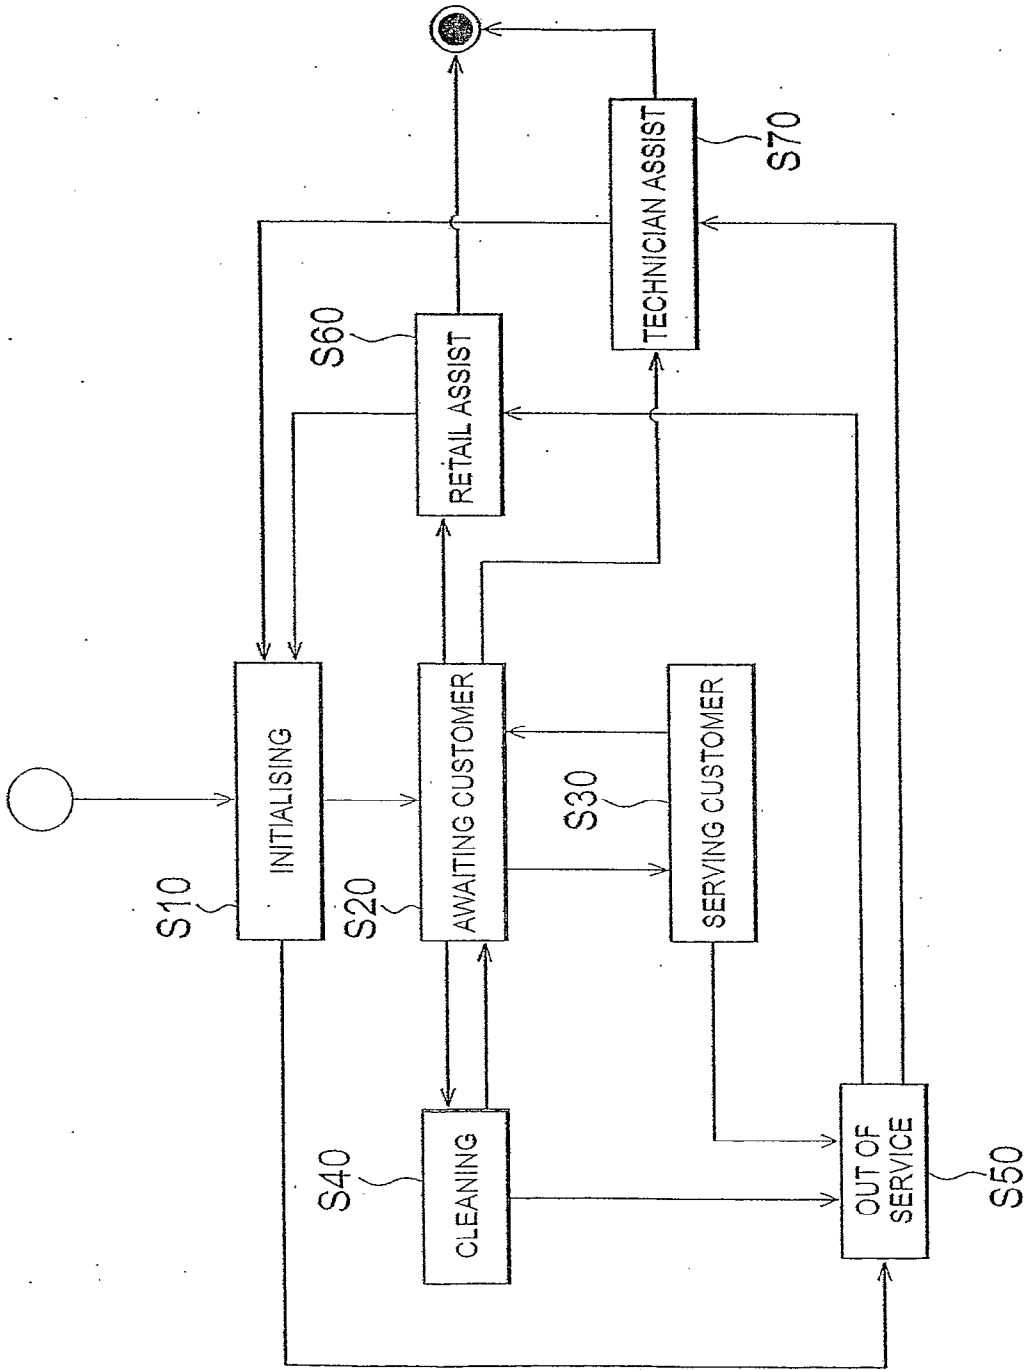 S10
INITIALISING
S20
AWAITING CUSTOMER
S30
SERVING CUSTOMER
S40
CLEANING
S50
OUT OF
SERVICE
S60
RETAIL ASSIST
S70
TECHNICIAN ASSIST